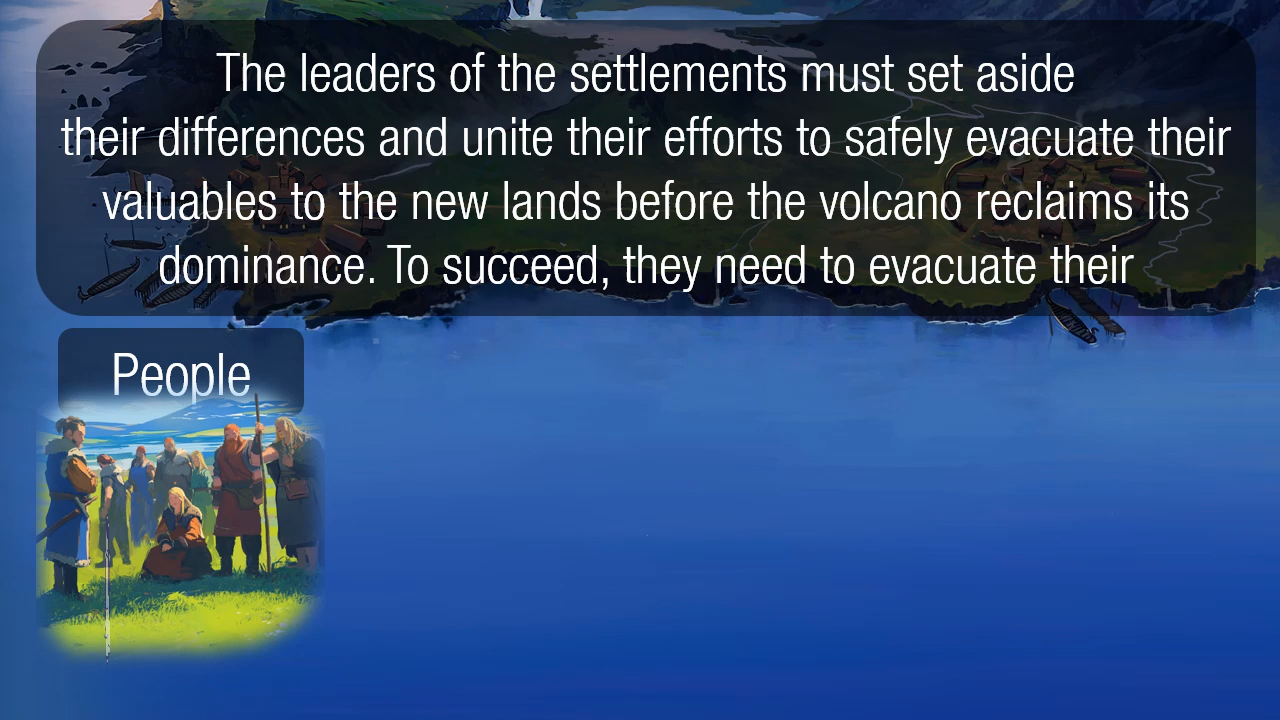 The leaders of the settlements must set aside
their differences and unite their efforts to safely evacuate their
valuables to the new lands before the volcano reclaims its
dominance. To succeed, they need to evacuate their
People